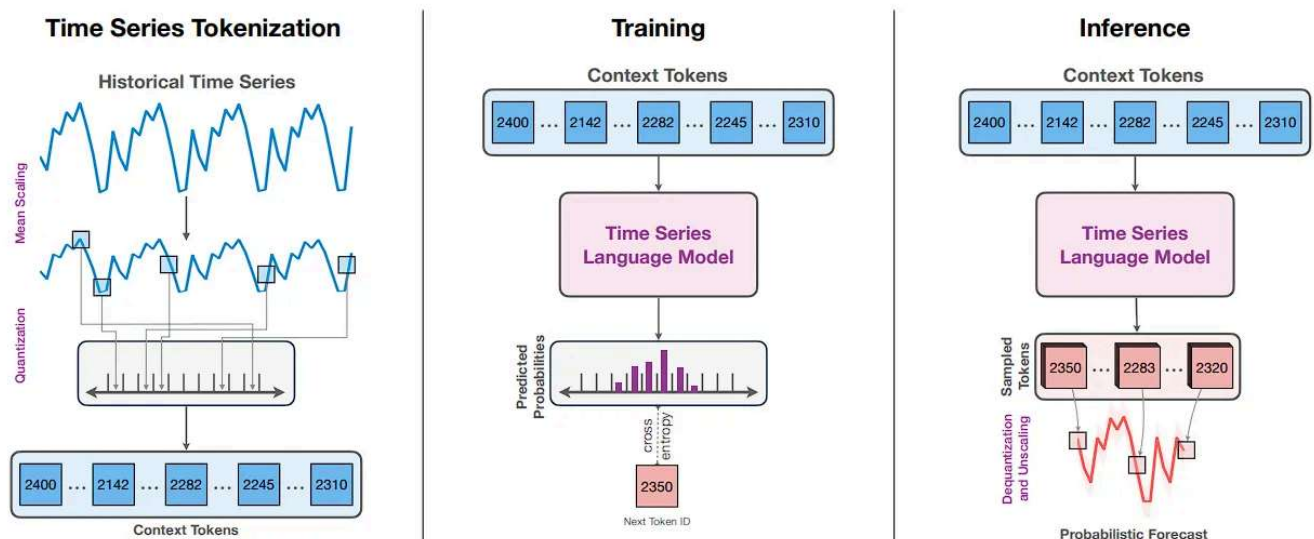 Time Series Tokenization
Historical Time Series
Mean Scaling
Quantization
2400 ... 2142 ... 2282 ... 2245 ... 2310
Context Tokens
Training
Context Tokens
2400 ... 2142 ... 2282 ... 2245 ... 2310
Time Series
Language Model
Predicted
Probabilities
cross
entropy
2350
Next Token ID
Inference
Context Tokens
2400 ... 2142 ... 2282 ... 2245 ... 2310
Time Series
Language Model
Sampled
Tokens
2350 ... 2283 ... 2320
Dequantization
and Unscaling
Probabilistic Forecast